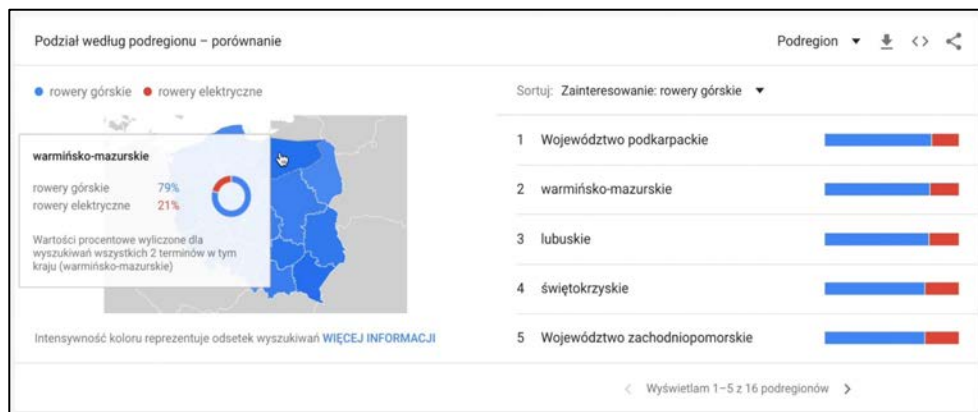 Podział według podregionu – porównanie
Podregion
rowery górskie rowery elektryczne
warmińsko-mazurskie
rowery górskie 79%
rowery elektryczne 21%
Wartości procentowe wyliczone dla
wyszukiwań wszystkich 2 terminów w tym
kraju (warmińsko-mazurskie)
Intensywność koloru reprezentuje odsetek wyszukiwań WIĘCEJ INFORMACJI
Sortuj: Zainteresowanie: rowery górskie
1 Województwo podkarpackie
2 warmińsko-mazurskie
3 lubuskie
4 świętokrzyskie
5 Województwo zachodniopomorskie
Wyświetlam 1–5 z 16 podregionów